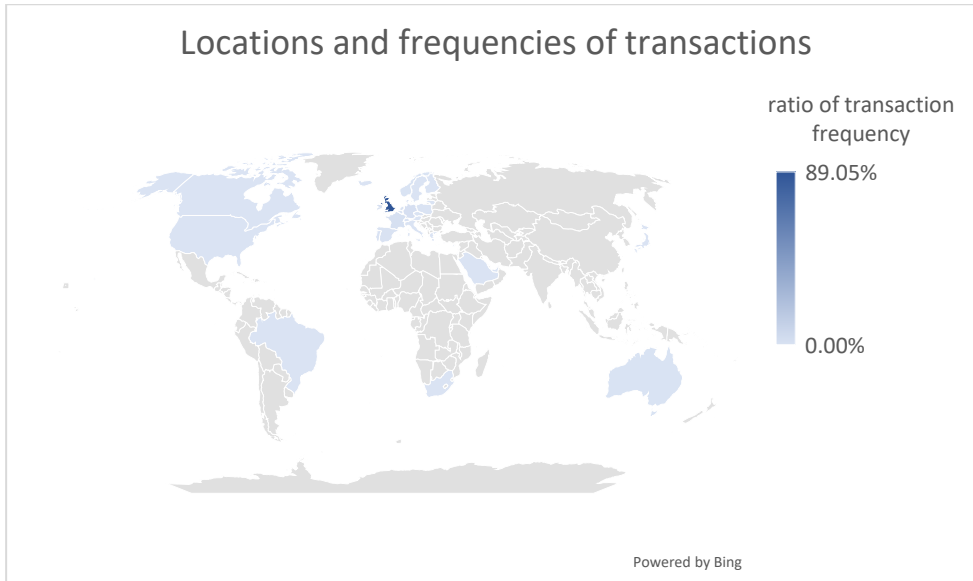 Locations and frequencies of transactions
ratio of transaction
frequency
89.05%
0.00%
Powered by Bing